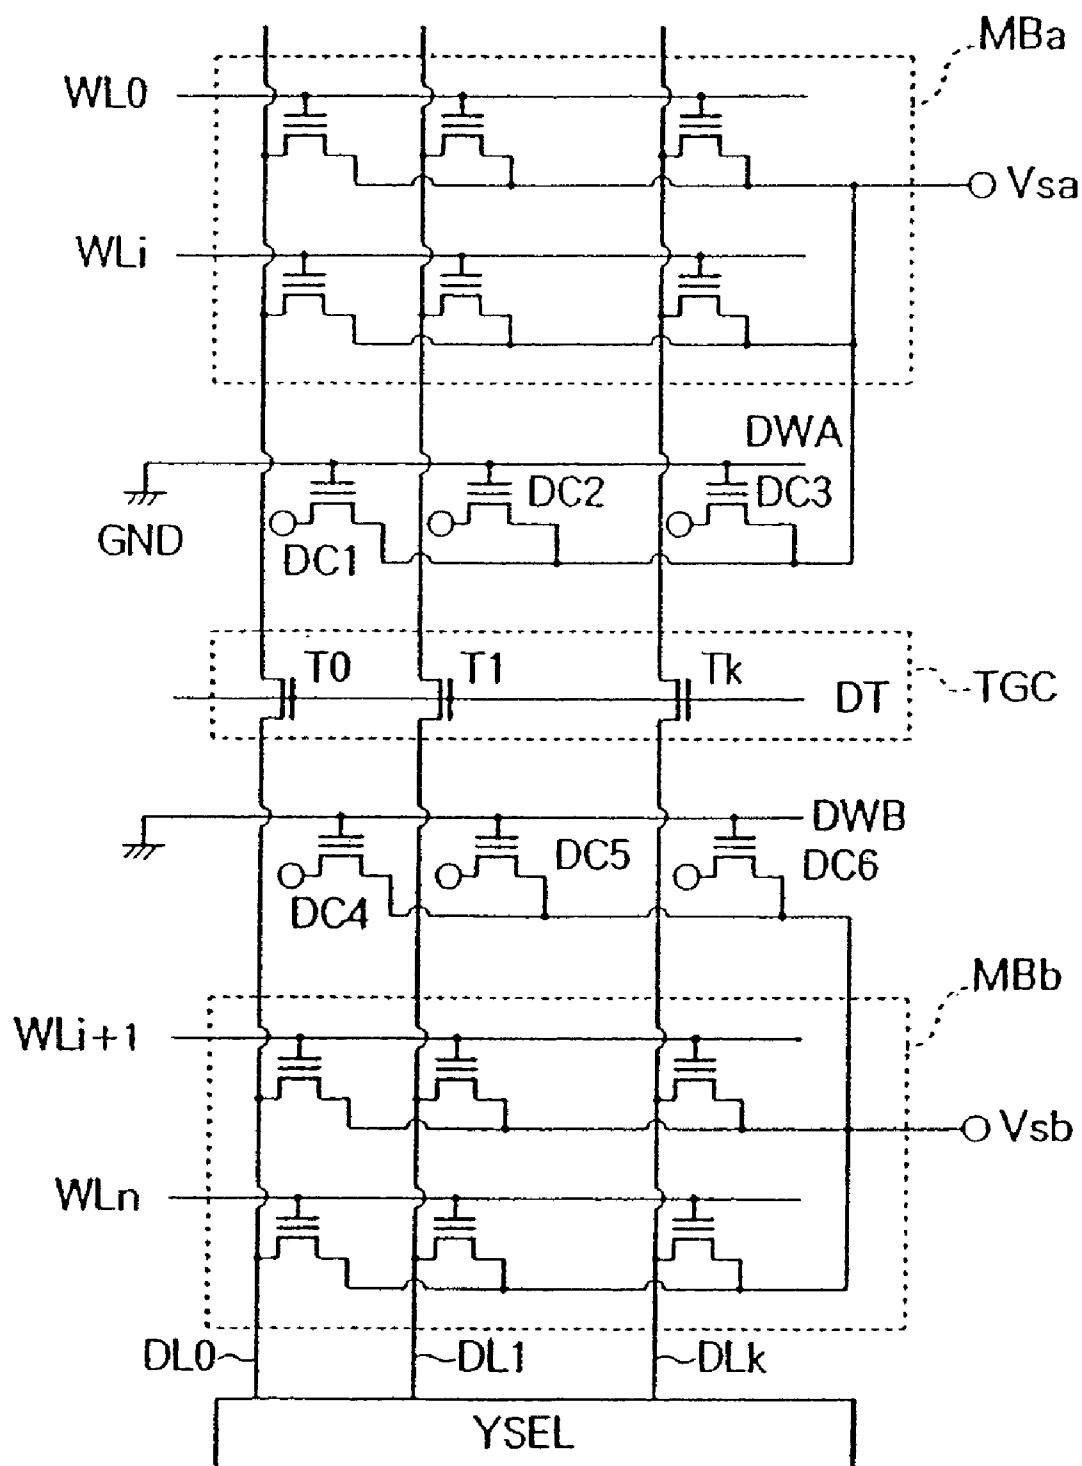 MBa
WL0
Vsa
WLi
DWA
DC2
DC3
GND
DC1
T0
T1
Tk
DT
TGC
DWB
DC5
DC6
DC4
MBb
WLi+1
Vsb
WLn
DL0
DL1
DLk
YSEL